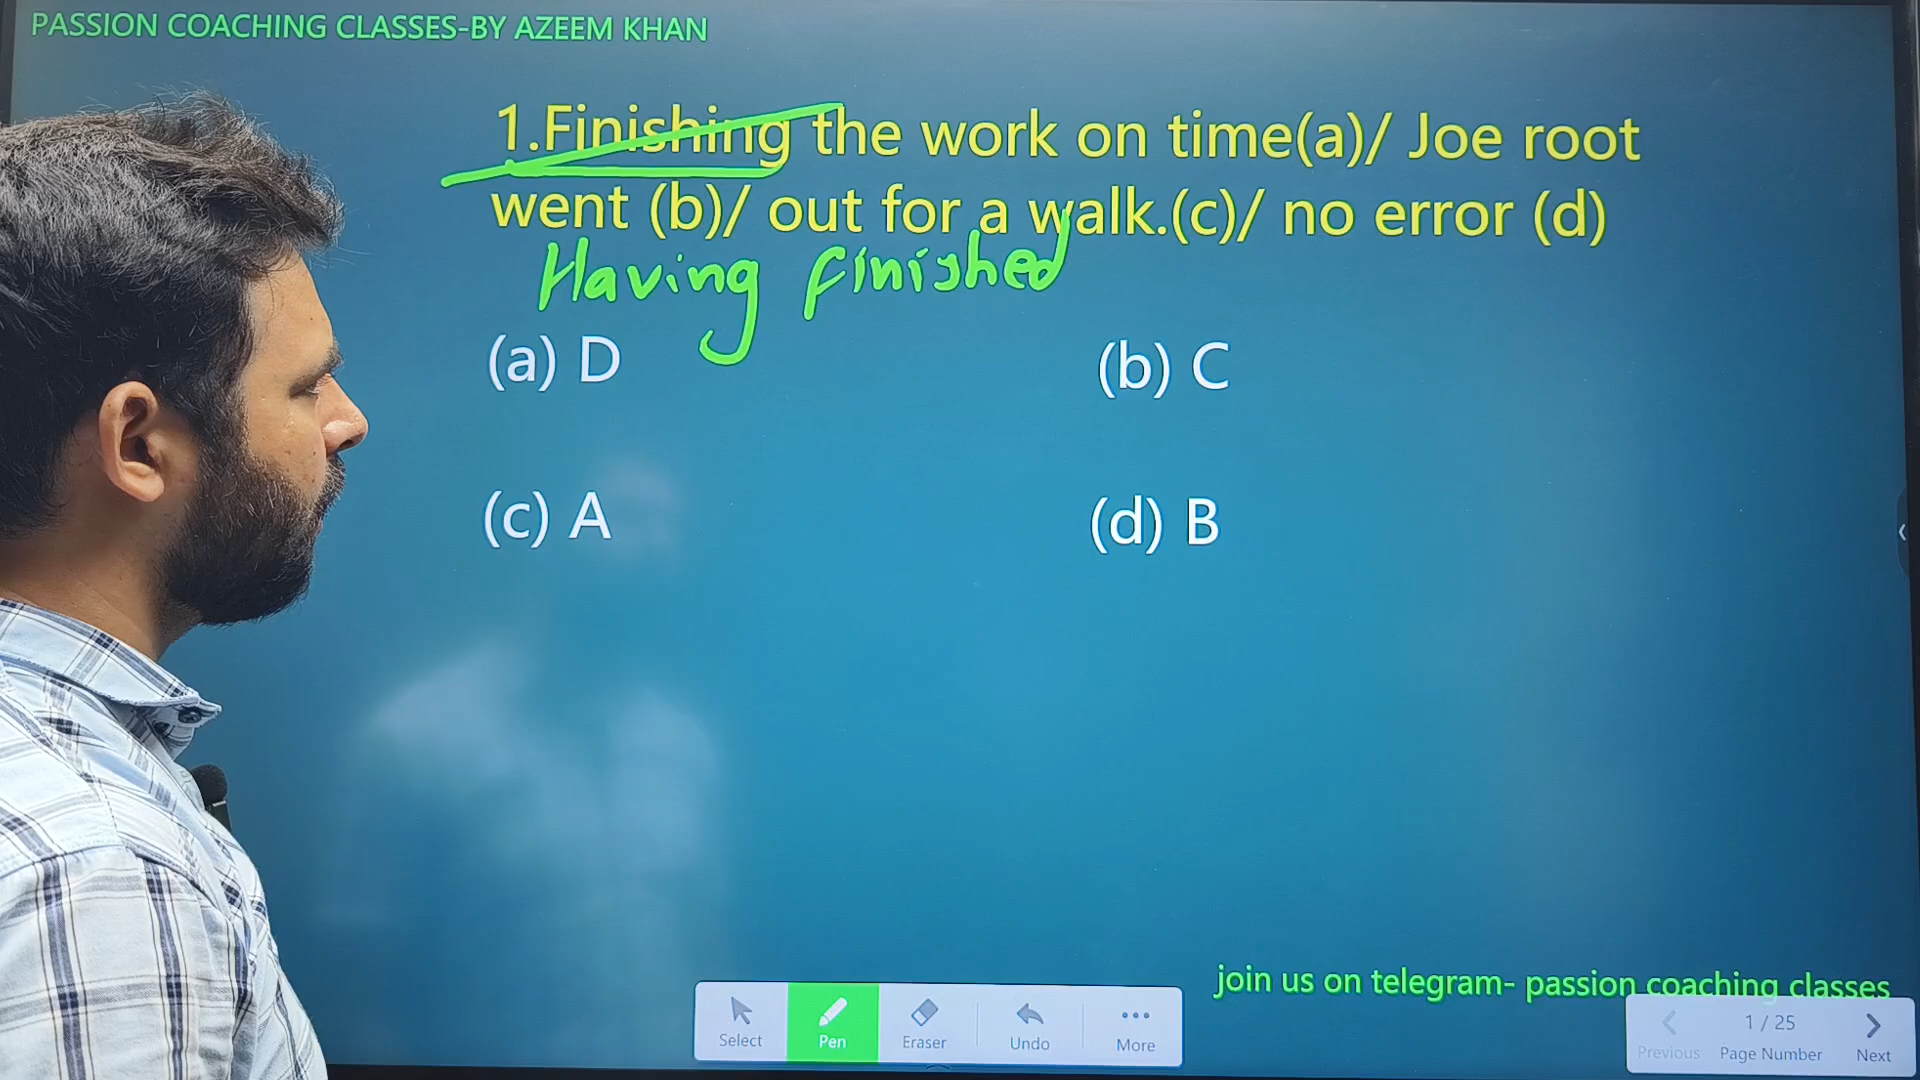 PASSION COACHING CLASSES-BY AZEEM KHAN
1.Finishing the work on time(a)/ Joe root
went (b)/ out for a walk.(c)/ no error (d)
Having finished
(a) D
(b) C
(c) A
(d) B
join us on telegram- passion coaching classes
Select
Pen
Eraser
Undo
More
1 / 25
Previous
Page Number
Next